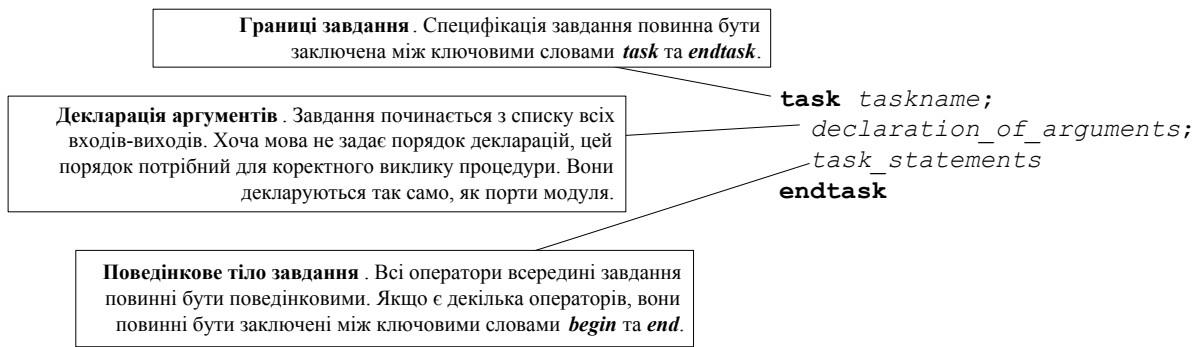 Границі завдання . Специфікація завдання повинна бути
заключена між ключовими словами task та endtask.
Декларація аргументів . Завдання починається з списку всіх
входів-виходів. Хоча мова не задає порядок декларацій, цей
порядок потрібний для коректного виклику процедури. Вони
декларуються так само, як порти модуля.
Поведінкове тіло завдання . Всі оператори всередині завдання
повинні бути поведінковими. Якщо є декілька операторів, вони
повинні бути заключені між ключовими словами begin та end.
task taskname;
declaration_of_arguments;
task_statements
endtask